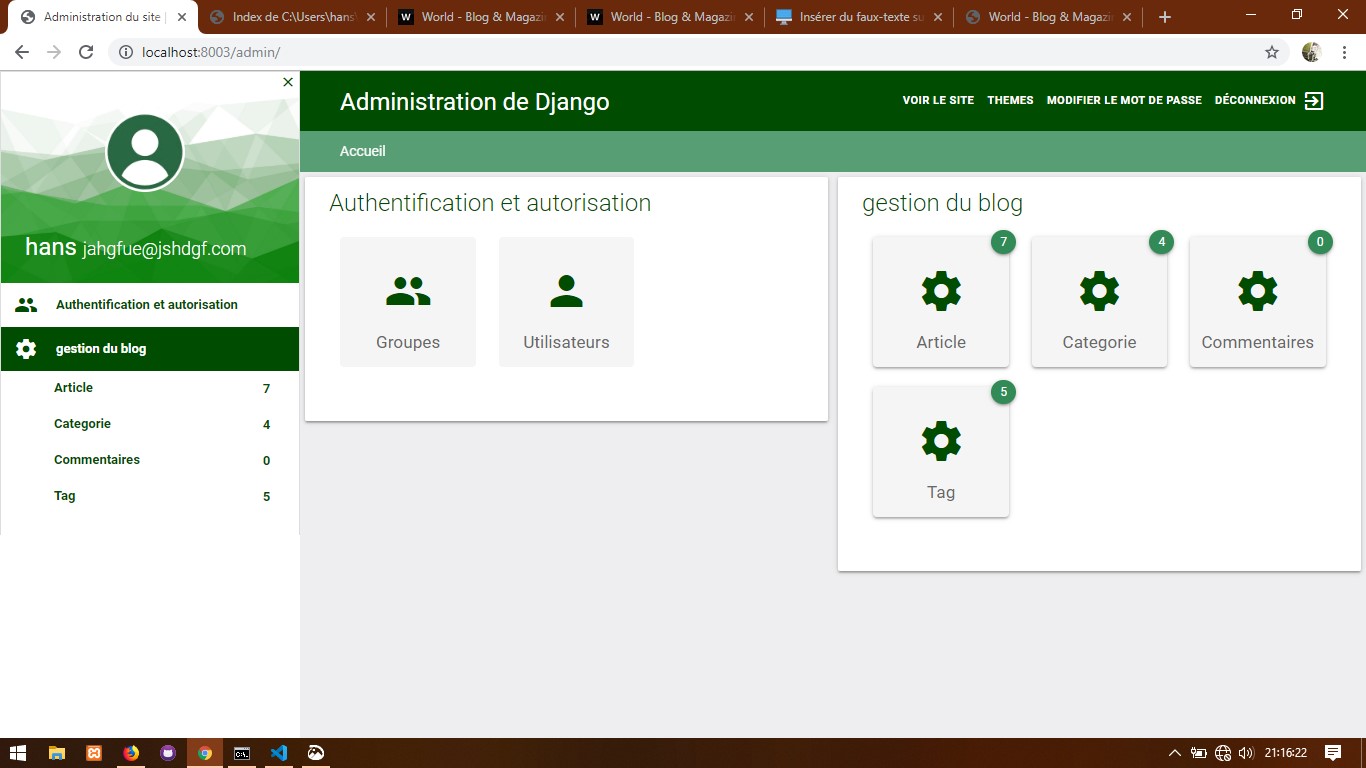 Administration du site |
Index de C:\Users\hans\
World - Blog & Magazi
World - Blog & Magazi
Insérer du faux-texte su
World - Blog & Magazi
localhost:8003/admin/
hans jahgfue@jshdgf.com
Authentification et autorisation
gestion du blog
Article 7
Categorie 4
Commentaires 0
Tag 5
Administration de Django
VOIR LE SITE THEMES MODIFIER LE MOT DE PASSE DÉCONNEXION
Accueil
Authentification et autorisation
Groupes
Utilisateurs
gestion du blog
7
Article
4
Categorie
0
Commentaires
5
Tag
21:16:22